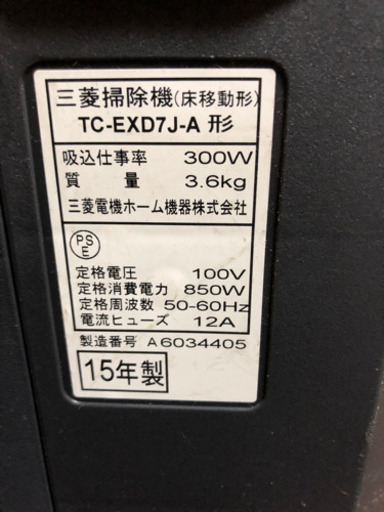 三菱掃除機(床移動形)
TC-EXD7J-A 形
吸込仕事率 300W
質 量 3.6kg
三菱電機ホーム機器株式会社
PS
E
定格電圧 100V
定格消費電力 850W
定格周波数 50-60Hz
電流ヒューズ 12A
製造番号 A6034405
15年製